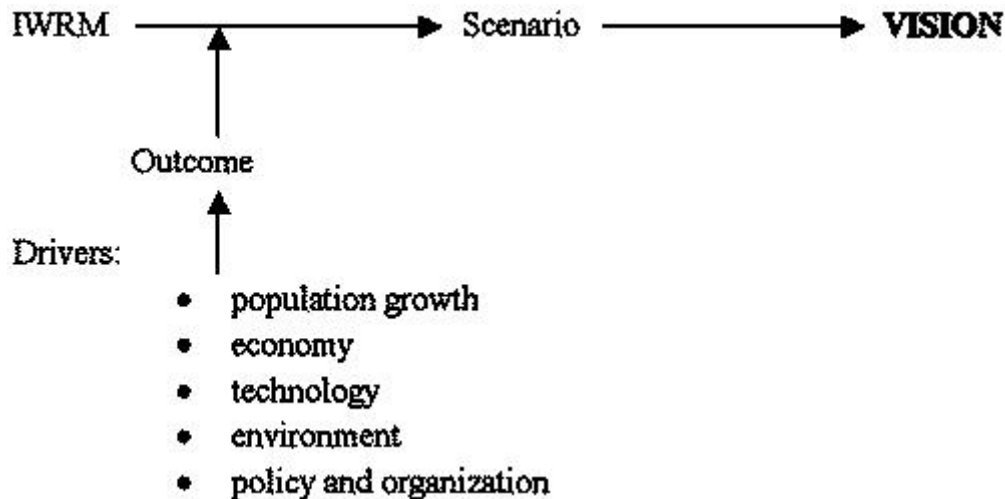 IWRM Scenario VISION
Outcome
Drivers:
• population growth
• economy
• technology
• environment
• policy and organization